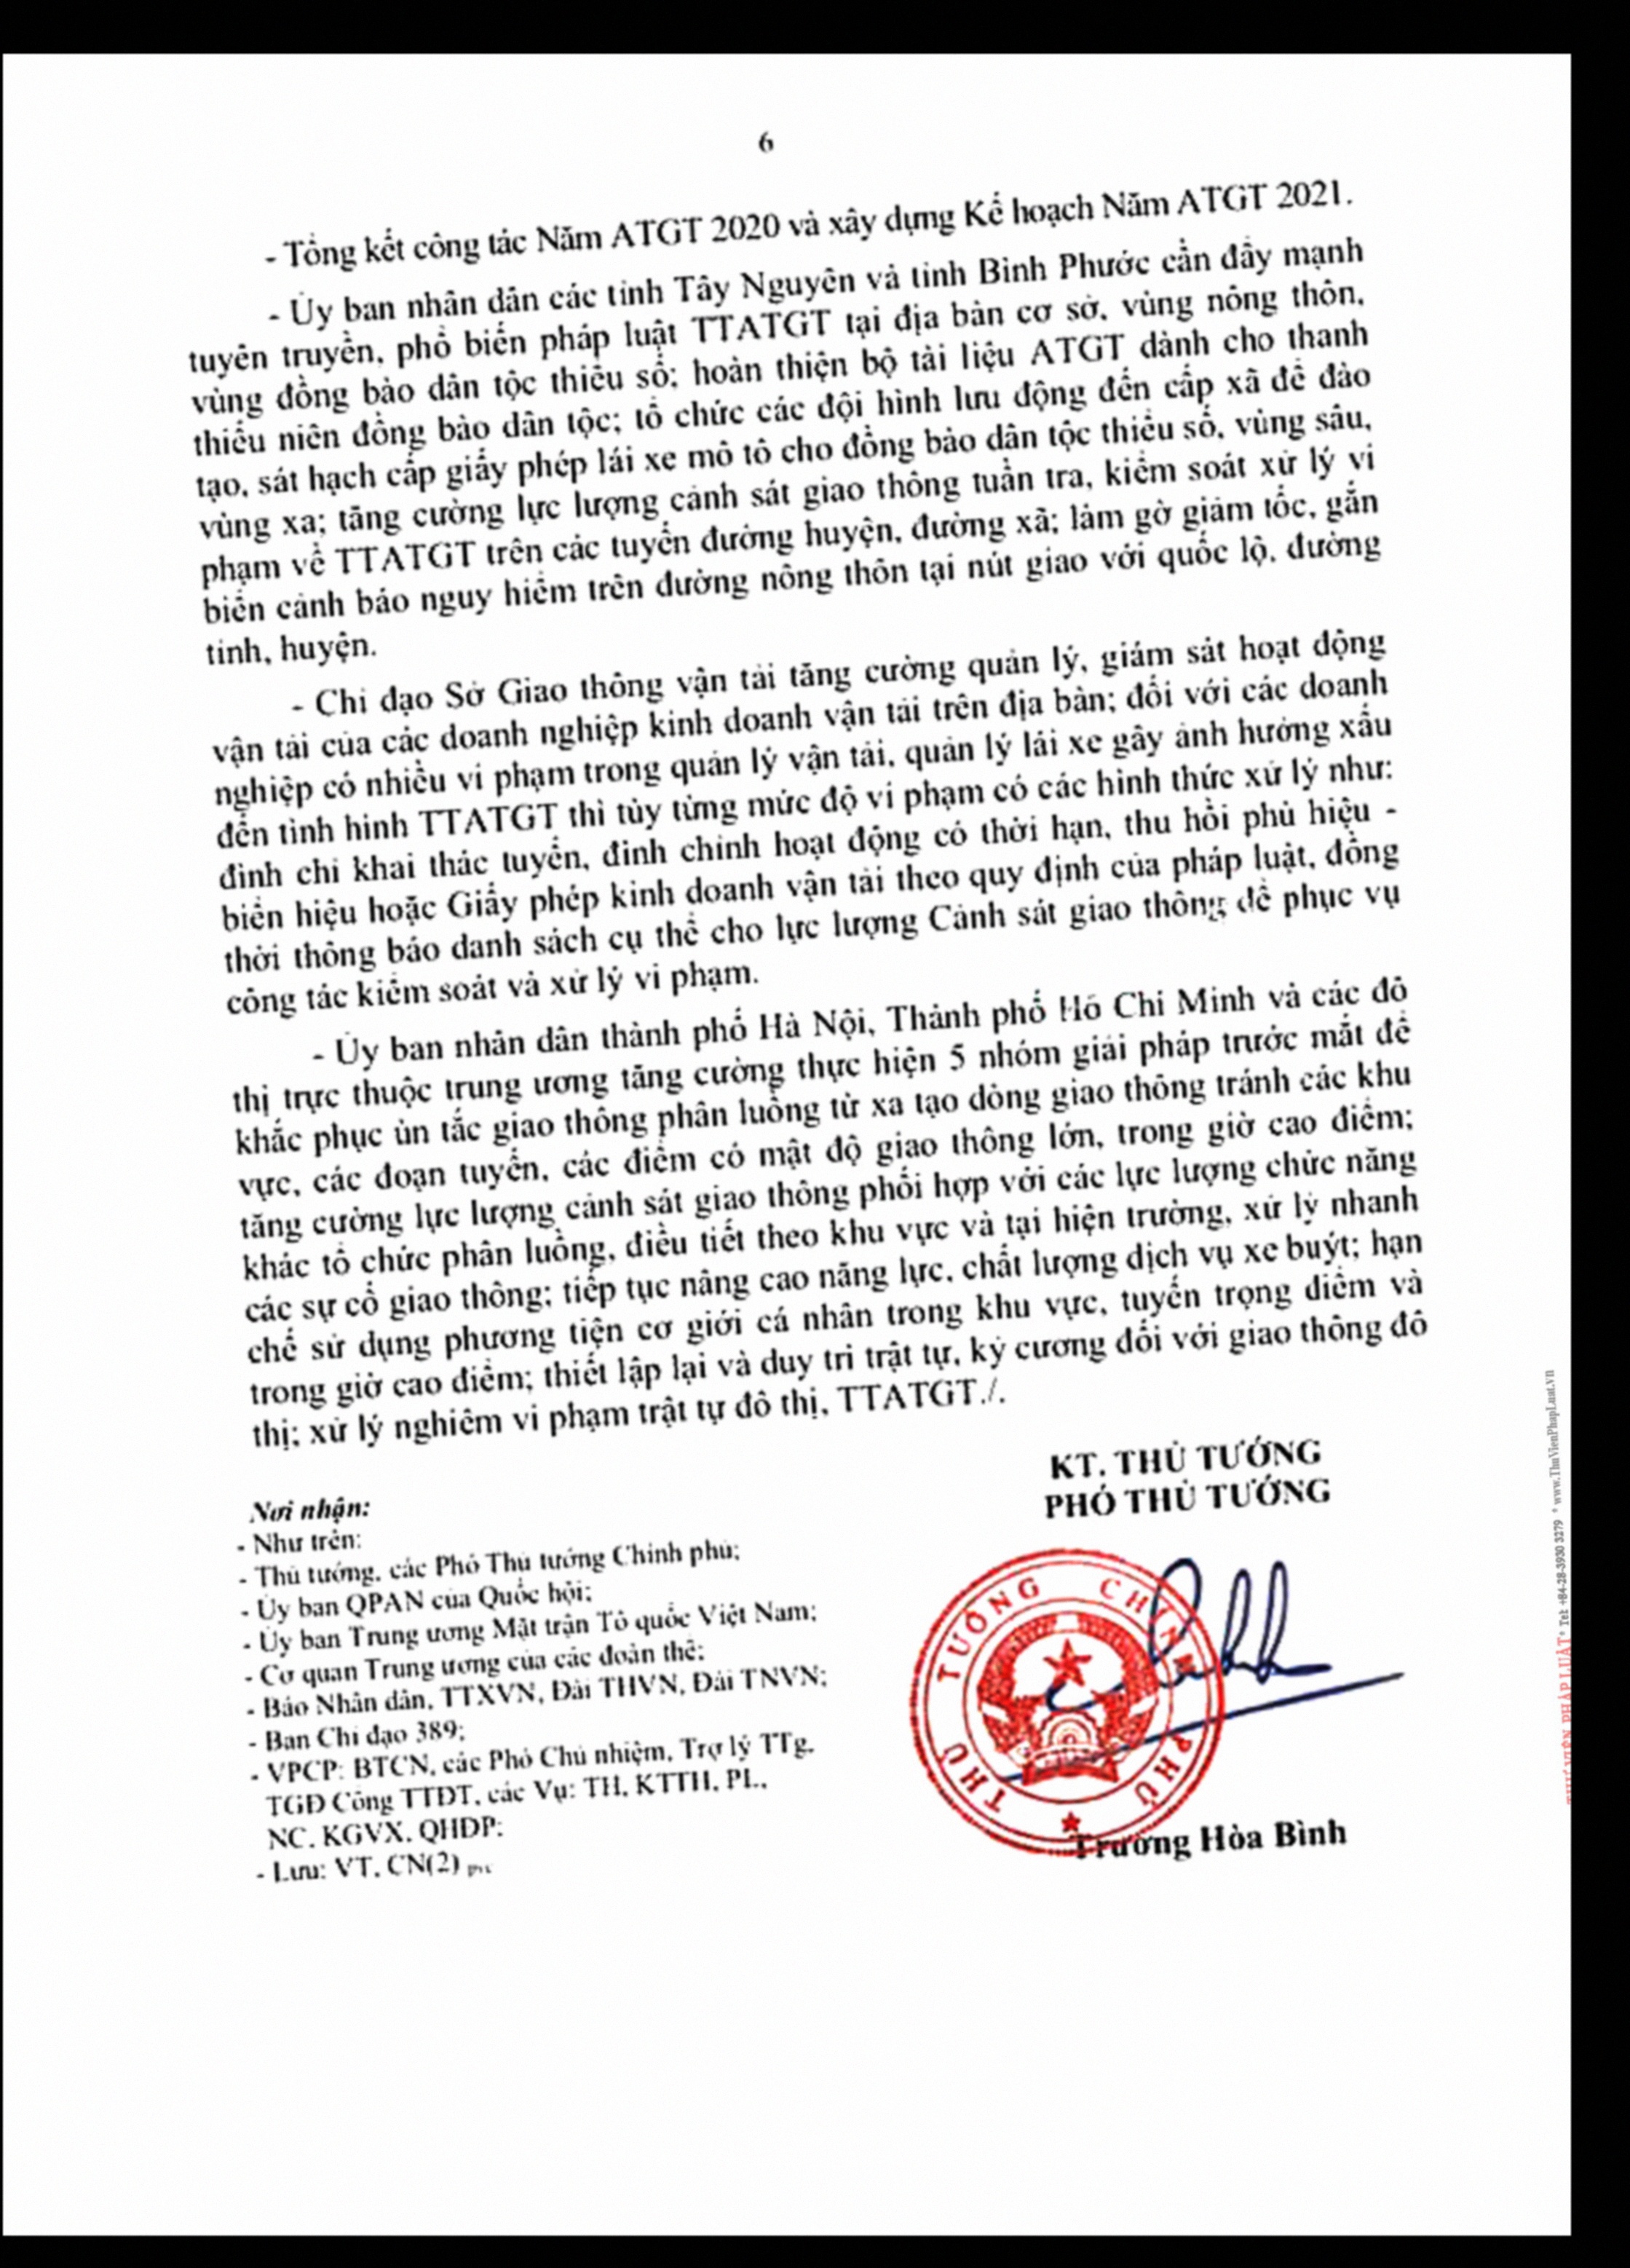 6
- Tổng kết công tác Năm ATGT 2020 và xây dựng Kế hoạch Năm ATGT 2021.
- Ủy ban nhân dân các tỉnh Tây Nguyên và tỉnh Bình Phước cần đẩy mạnh
tuyên truyền, phổ biến pháp luật TTATGT tại địa bàn cơ sở, vùng nông thôn,
vùng đồng bào dân tộc thiểu số; hoàn thiện bộ tài liệu ATGT dành cho thanh
thiếu niên đồng bào dân tộc; tổ chức các đội hình lưu động đến cấp xã để đào
tạo, sát hạch cấp giấy phép lái xe mô tô cho đồng bào dân tộc thiểu số, vùng sâu,
vùng xa; tăng cường lực lượng cảnh sát giao thông tuần tra, kiểm soát xử lý vi
phạm về TTATGT trên các tuyến đường huyện, đường xã; làm gờ giảm tốc, gắn
biển cảnh báo nguy hiểm trên đường nông thôn tại nút giao với quốc lộ, đường
tỉnh, huyện.
- Chỉ đạo Sở Giao thông vận tải tăng cường quản lý, giám sát hoạt động
vận tải của các doanh nghiệp kinh doanh vận tải trên địa bàn; đối với các doanh
nghiệp có nhiều vi phạm trong quản lý vận tải, quản lý lái xe gây ảnh hưởng xấu
đến tình hình TTATGT thì tùy từng mức độ vi phạm có các hình thức xử lý như:
đình chỉ khai thác tuyến, đình chỉnh hoạt động có thời hạn, thu hồi phù hiệu -
biển hiệu hoặc Giấy phép kinh doanh vận tải theo quy định của pháp luật, đồng
thời thông báo danh sách cụ thể cho lực lượng Cảnh sát giao thông để phục vụ
công tác kiểm soát và xử lý vi phạm.
- Ủy ban nhân dân thành phố Hà Nội, Thành phố Hồ Chí Minh và các đô
thị trực thuộc trung ương tăng cường thực hiện 5 nhóm giải pháp trước mắt để
khắc phục ùn tắc giao thông phân luồng từ xa tạo dòng giao thông tránh các khu
vực, các đoạn tuyến, các điểm có mật độ giao thông lớn, trong giờ cao điểm;
tăng cường lực lượng cảnh sát giao thông phối hợp với các lực lượng chức năng
khác tổ chức phân luồng, điều tiết theo khu vực và tại hiện trường, xử lý nhanh
các sự cố giao thông; tiếp tục nâng cao năng lực, chất lượng dịch vụ xe buýt; hạn
chế sử dụng phương tiện cơ giới cá nhân trong khu vực, tuyến trọng điểm và
trong giờ cao điểm; thiết lập lại và duy trì trật tự, kỷ cương đối với giao thông đô
thị; xử lý nghiêm vi phạm trật tự đô thị, TTATGT./.
Nơi nhận:
- Như trên;
- Thủ tướng, các Phó Thủ tướng Chính phủ;
- Ủy ban QPAN của Quốc hội;
- Ủy ban Trung ương Mặt trận Tổ quốc Việt Nam;
- Cơ quan Trung ương của các đoàn thể;
- Báo Nhân dân, TTXVN, Đài THVN, Đài TNVN;
- Ban Chỉ đạo 389;
- VPCP: BTCN, các Phó Chủ nhiệm, Trợ lý TTg,
TGĐ Cổng TTĐT, các Vụ: TH, KTTH, PL,
NC, KGVX, QHĐP;
- Lưu: VT, CN(2)
KT. THỦ TƯỚNG
PHÓ THỦ TƯỚNG
THỦ TƯỚNG CHÍNH PHỦ
Trương Hòa Bình
THƯ VIỆN PHÁP LUẬT * Tel: +84-28-3930 3279 * www.ThuVienPhapLuat.vn